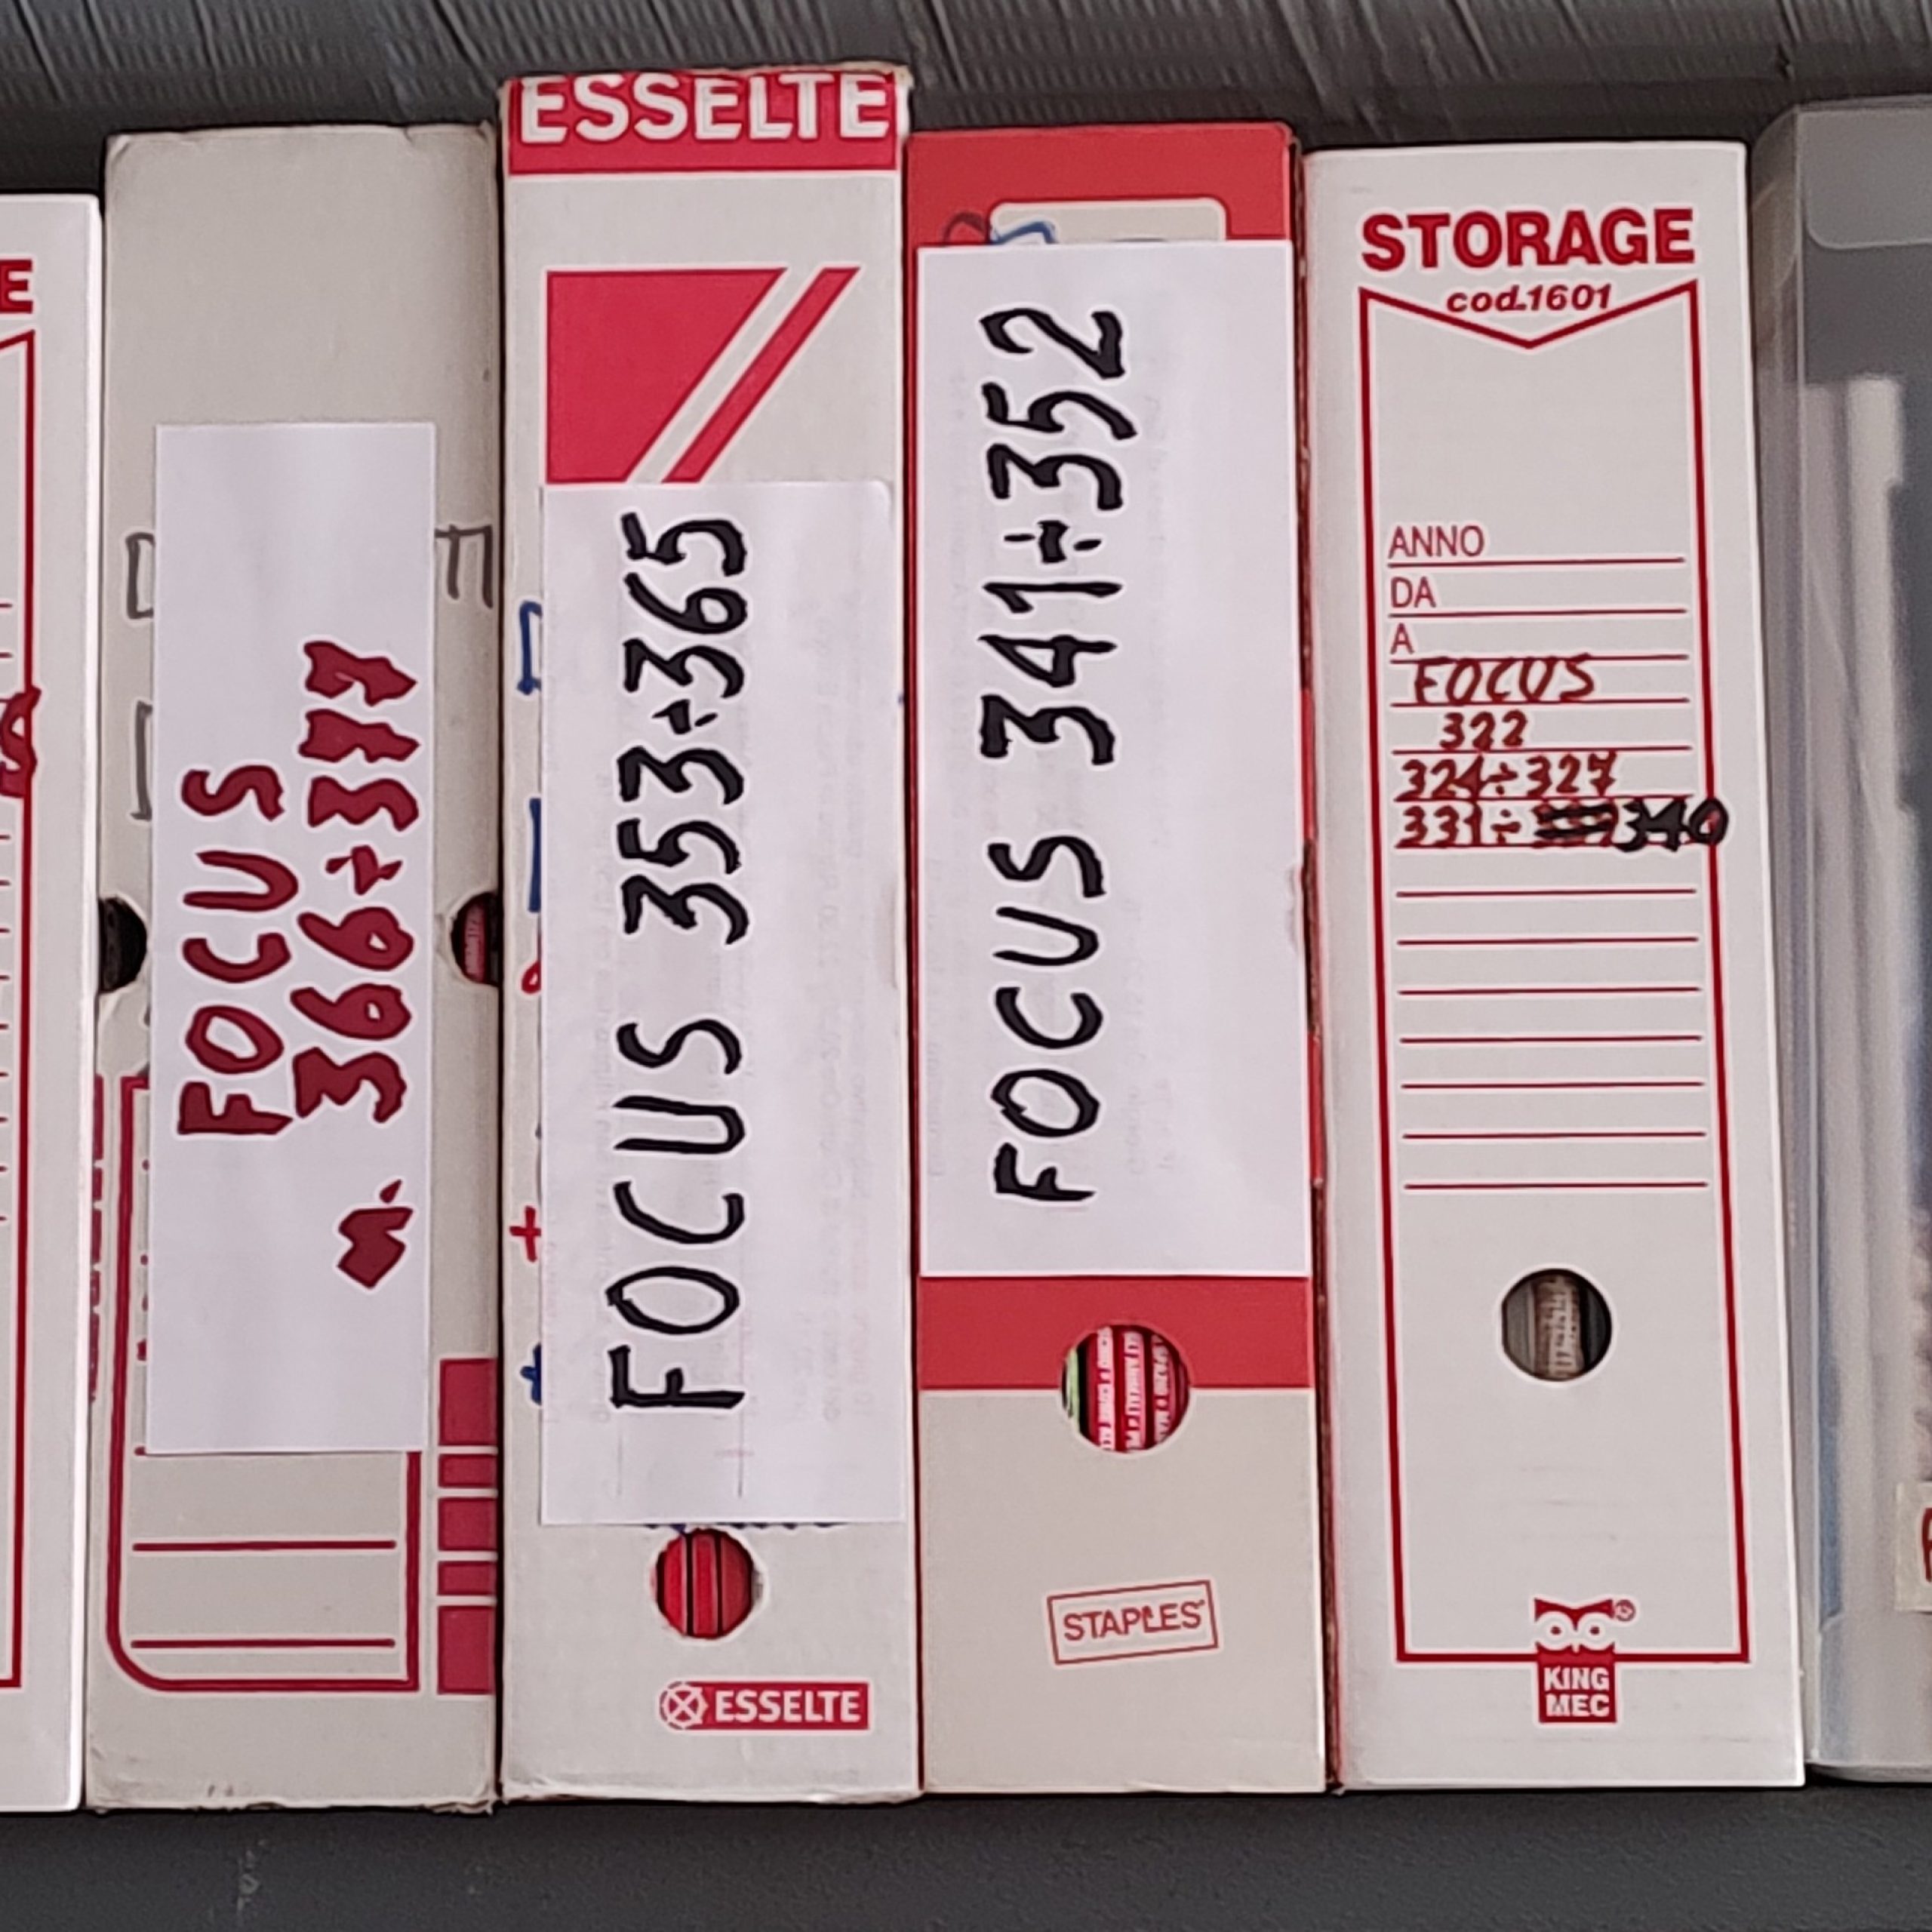 E
FOCUS
n. 366÷377
ESSELTE
FOCUS 353÷365
ESSELTE
FOCUS 341÷352
STAPLES
STORAGE
cod.1601
ANNO
DA
A
FOCUS
322
324÷327
331÷340
KING
MEC